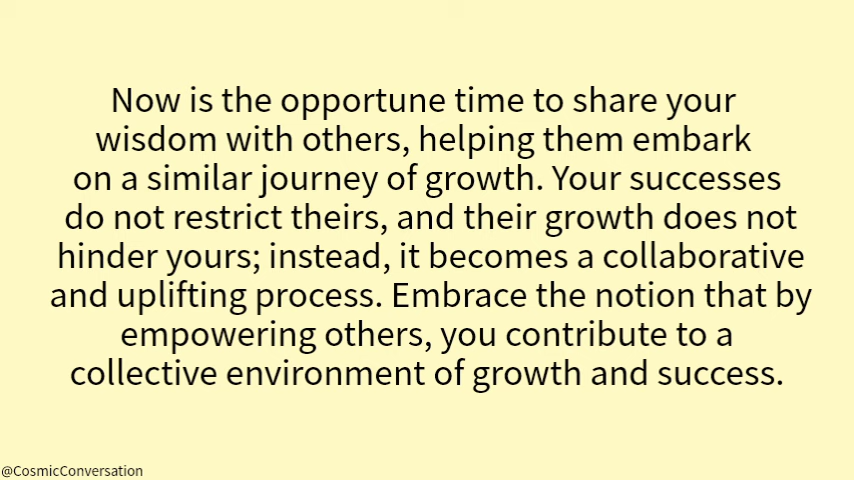 Now is the opportune time to share your
wisdom with others, helping them embark
on a similar journey of growth. Your successes
do not restrict theirs, and their growth does not
hinder yours; instead, it becomes a collaborative
and uplifting process. Embrace the notion that by
empowering others, you contribute to a
collective environment of growth and success.
@CosmicConversation